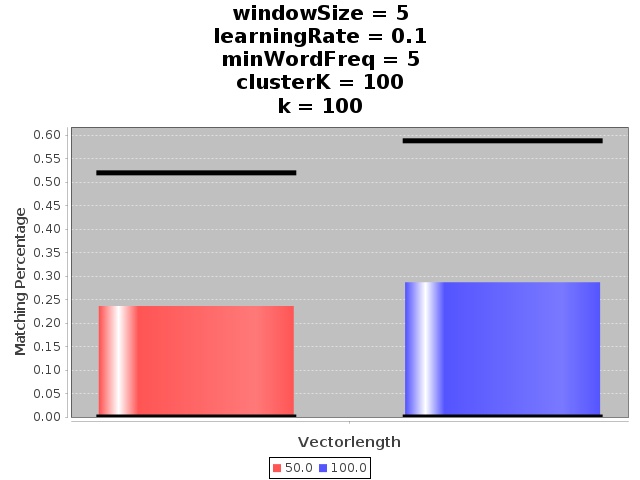 windowSize = 5
learningRate = 0.1
minWordFreq = 5
clusterK = 100
k = 100
0.60
0.55
0.50
0.45
0.40
0.35
0.30
0.25
0.20
0.15
0.10
0.05
0.00
Matching Percentage
Vectorlength
50.0 100.0